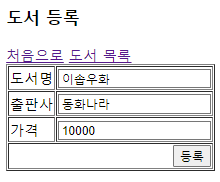 도서 등록
처음으로 도서 목록
도서명 이솝우화
출판사 동화나라
가격 10000
등록